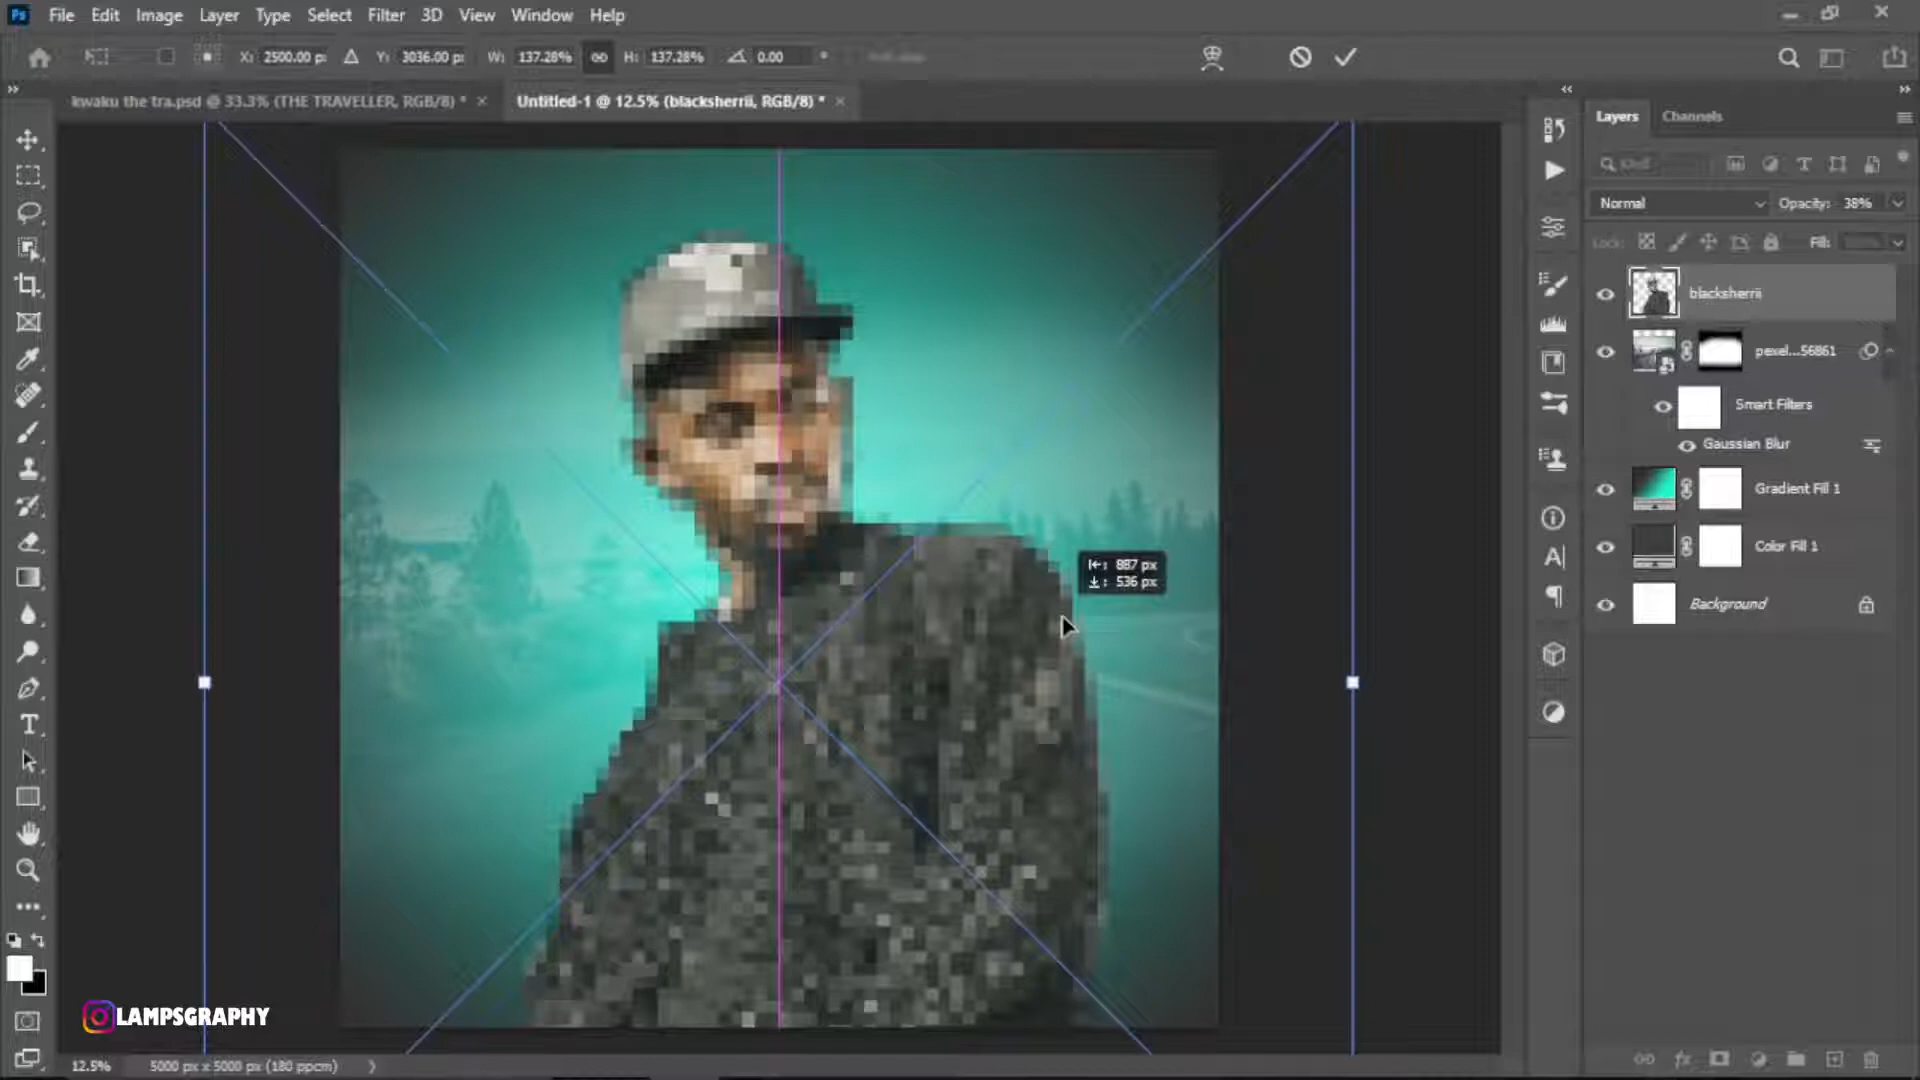 Ps File Edit Image Layer Type Select Filter 3D View Window Help
X: 2500.00 px Y: 3036.00 px W: 137.28% H: 137.28% 0.00 °
kwaku the tra.psd @ 33.3% (THE TRAVELLER, RGB/8) * × Untitled-1 @ 12.5% (blacksherrii, RGB/8) * ×
Layers Channels
Kind
Normal Opacity: 38%
Lock: Fill:
blacksherrii
pexel...56861
Smart Filters
Gaussian Blur
Gradient Fill 1
Color Fill 1
Background
887 px
536 px
LAMPSGRAPHY
12.5% 5000 px x 5000 px (180 ppcm)